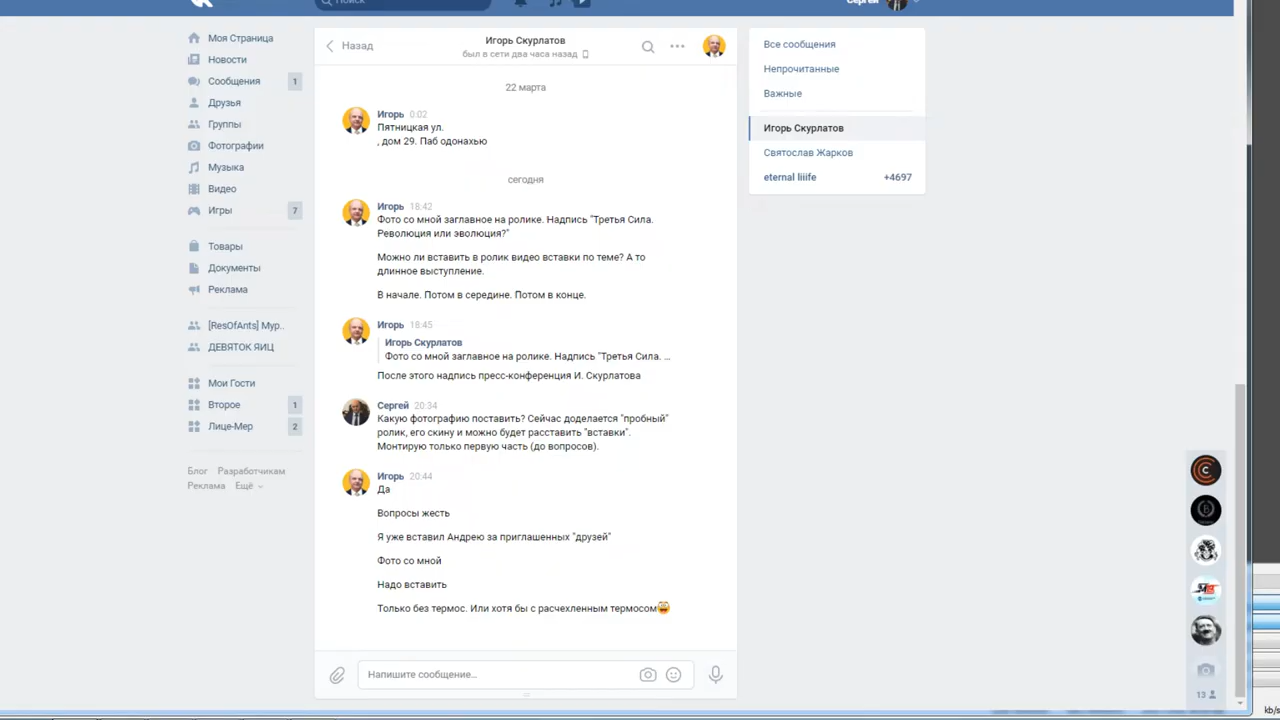 Поиск
Сергей
Моя Страница
Новости
Сообщения 1
Друзья
Группы
Фотографии
Музыка
Видео
Игры 7
Товары
Документы
Реклама
[ResOfAnts] Мур..
ДЕВЯТОК ЯИЦ
Мои Гости
Второе 1
Лице-Мер 2
Блог Разработчикам
Реклама Ещё
Назад
Игорь Скурлатов
был в сети два часа назад
22 марта
Игорь 0:02
Пятницкая ул.
, дом 29. Паб одонахью
сегодня
Игорь 18:42
Фото со мной заглавное на ролике. Надпись "Третья Сила.
Революция или эволюция?"
Можно ли вставить в ролик видео вставки по теме? А то
длинное выступление.
В начале. Потом в середине. Потом в конце.
Игорь 18:45
Игорь Скурлатов
Фото со мной заглавное на ролике. Надпись "Третья Сила. ...
После этого надпись пресс-конференция И. Скурлатова
Сергей 20:34
Какую фотографию поставить? Сейчас доделается "пробный"
ролик, его скину и можно будет расставить "вставки".
Монтирую только первую часть (до вопросов).
Игорь 20:44
Да
Вопросы жесть
Я уже вставил Андрею за приглашенных "друзей"
Фото со мной
Надо вставить
Только без термос. Или хотя бы с расчехленным термосом
Напишите сообщение...
Все сообщения
Непрочитанные
Важные
Игорь Скурлатов
Святослав Жарков
eternal liiife +4697
13
kb/s